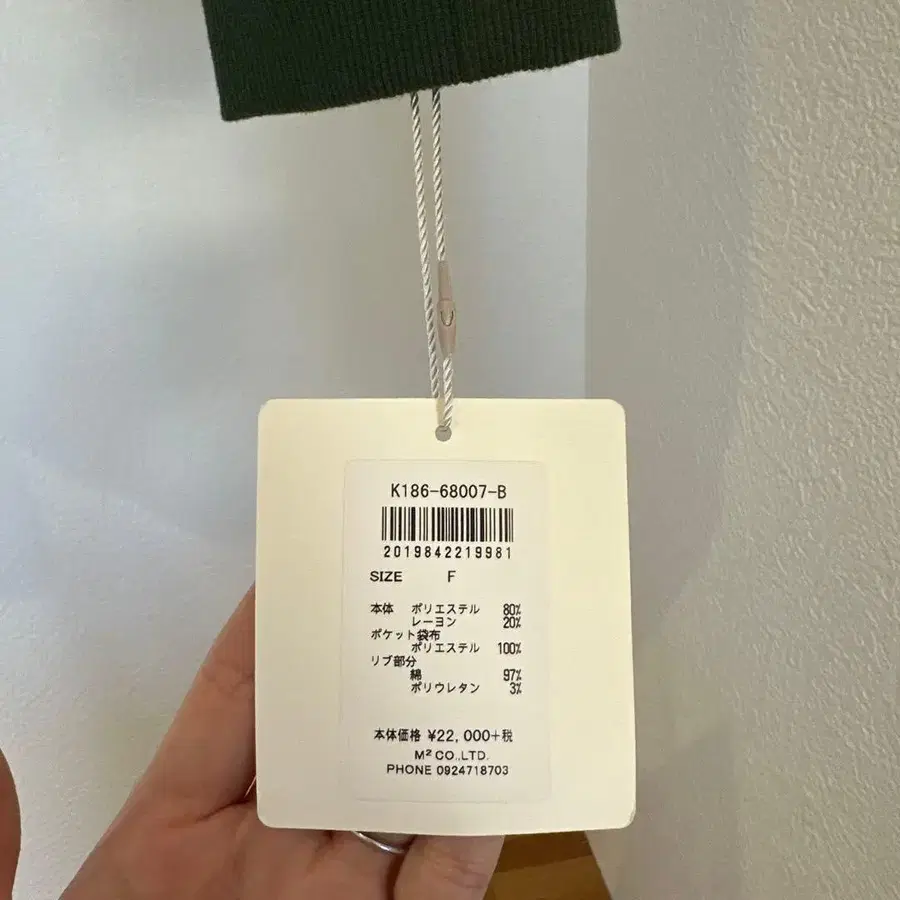 K186-68007-B
2019842219981
SIZE F
本体 ポリエステル 80%
レーヨン 20%
ポケット袋布
ポリエステル 100%
リブ部分
綿 97%
ポリウレタン 3%
本体価格 ¥22,000+税
M² CO.,LTD.
PHONE 0924718703